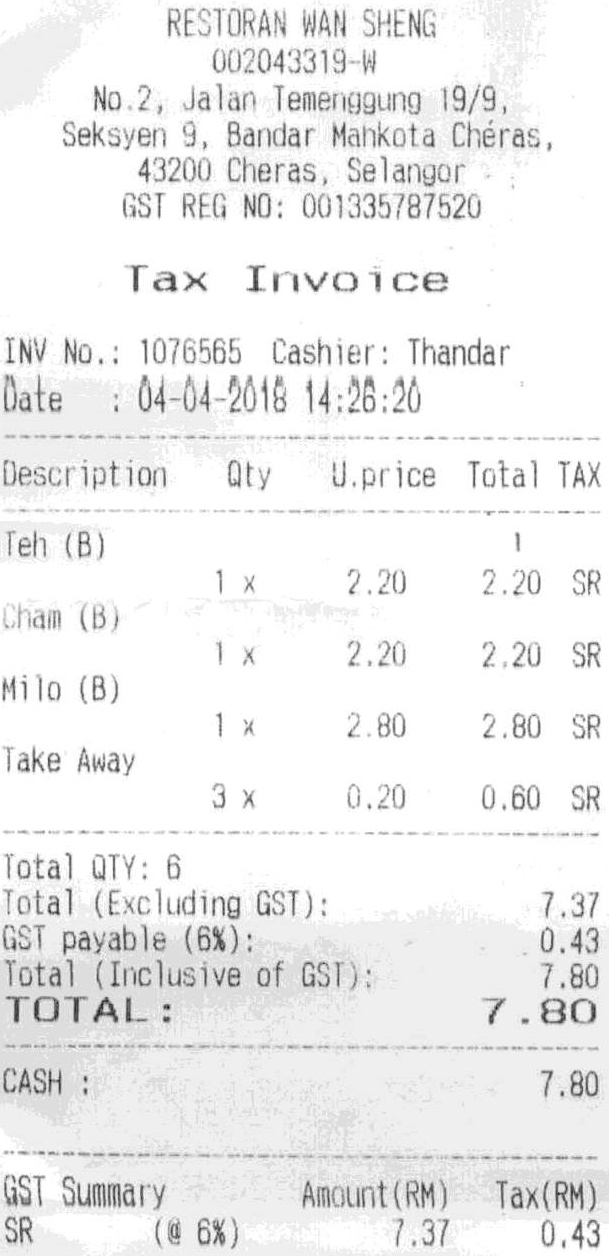 RESTORAN WAN SHENG
002043319-W
No.2, Jalan Temenggung 19/9,
Seksyen 9, Bandar Mahkota Cheras,
43200 Cheras, Selangor
GST REG NO: 001335787520
Tax Invoice
INV No.: 1076565 Cashier: Thandar
Date : 04-04-2018 14:26:20
Description Qty U.price Total TAX
Teh (B)
1 x 2.20 2.20 SR
Cham (B)
1 x 2.20 2.20 SR
Milo (B)
1 x 2.80 2.80 SR
Take Away
3 x 0.20 0.60 SR
Total QTY: 6
Total (Excluding GST): 7.37
GST payable (6%): 0.43
Total (Inclusive of GST): 7.80
TOTAL: 7.80
CASH : 7.80
GST Summary Amount(RM) Tax(RM)
SR (@ 6%) 7.37 0.43